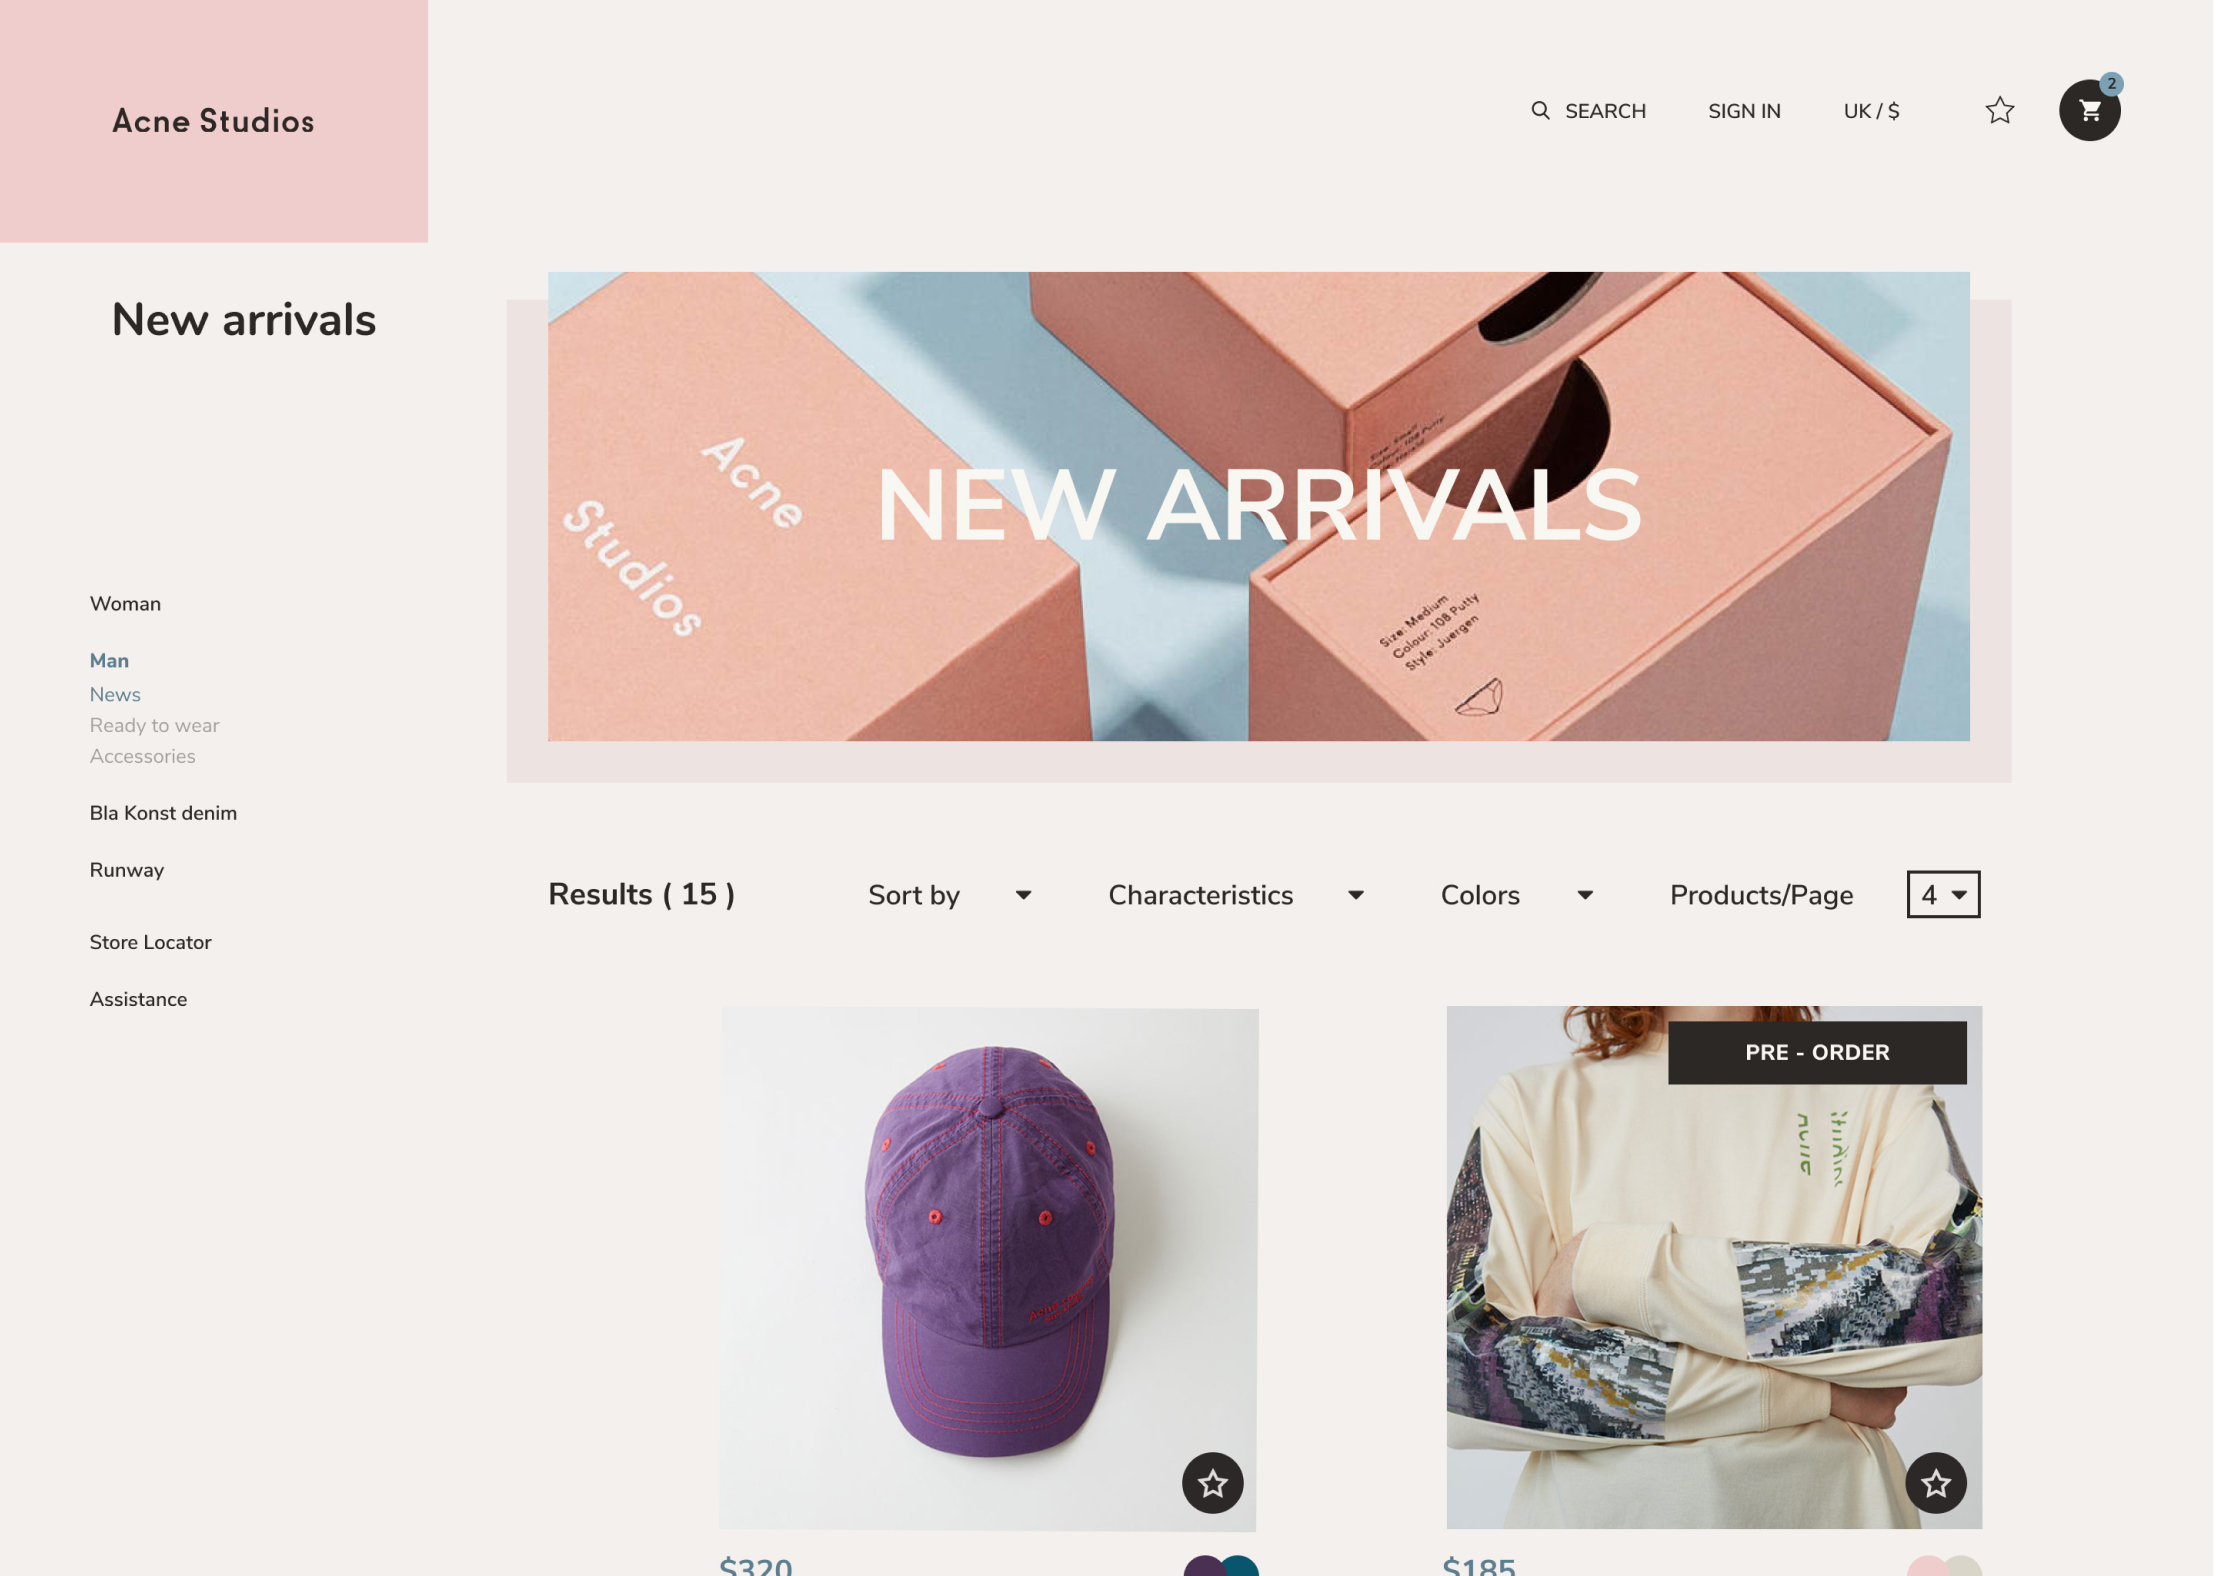 Acne Studios
SEARCH
SIGN IN
UK / $
2
New arrivals
Acne
Studios
NEW ARRIVALS
Size: Medium
Colour: 108 Putty
Style: Juergen
Woman
Man
News
Ready to wear
Accessories
Bla Konst denim
Runway
Store Locator
Assistance
Results ( 15 )
Sort by
Characteristics
Colors
Products/Page
4
PRE - ORDER
$320
$185